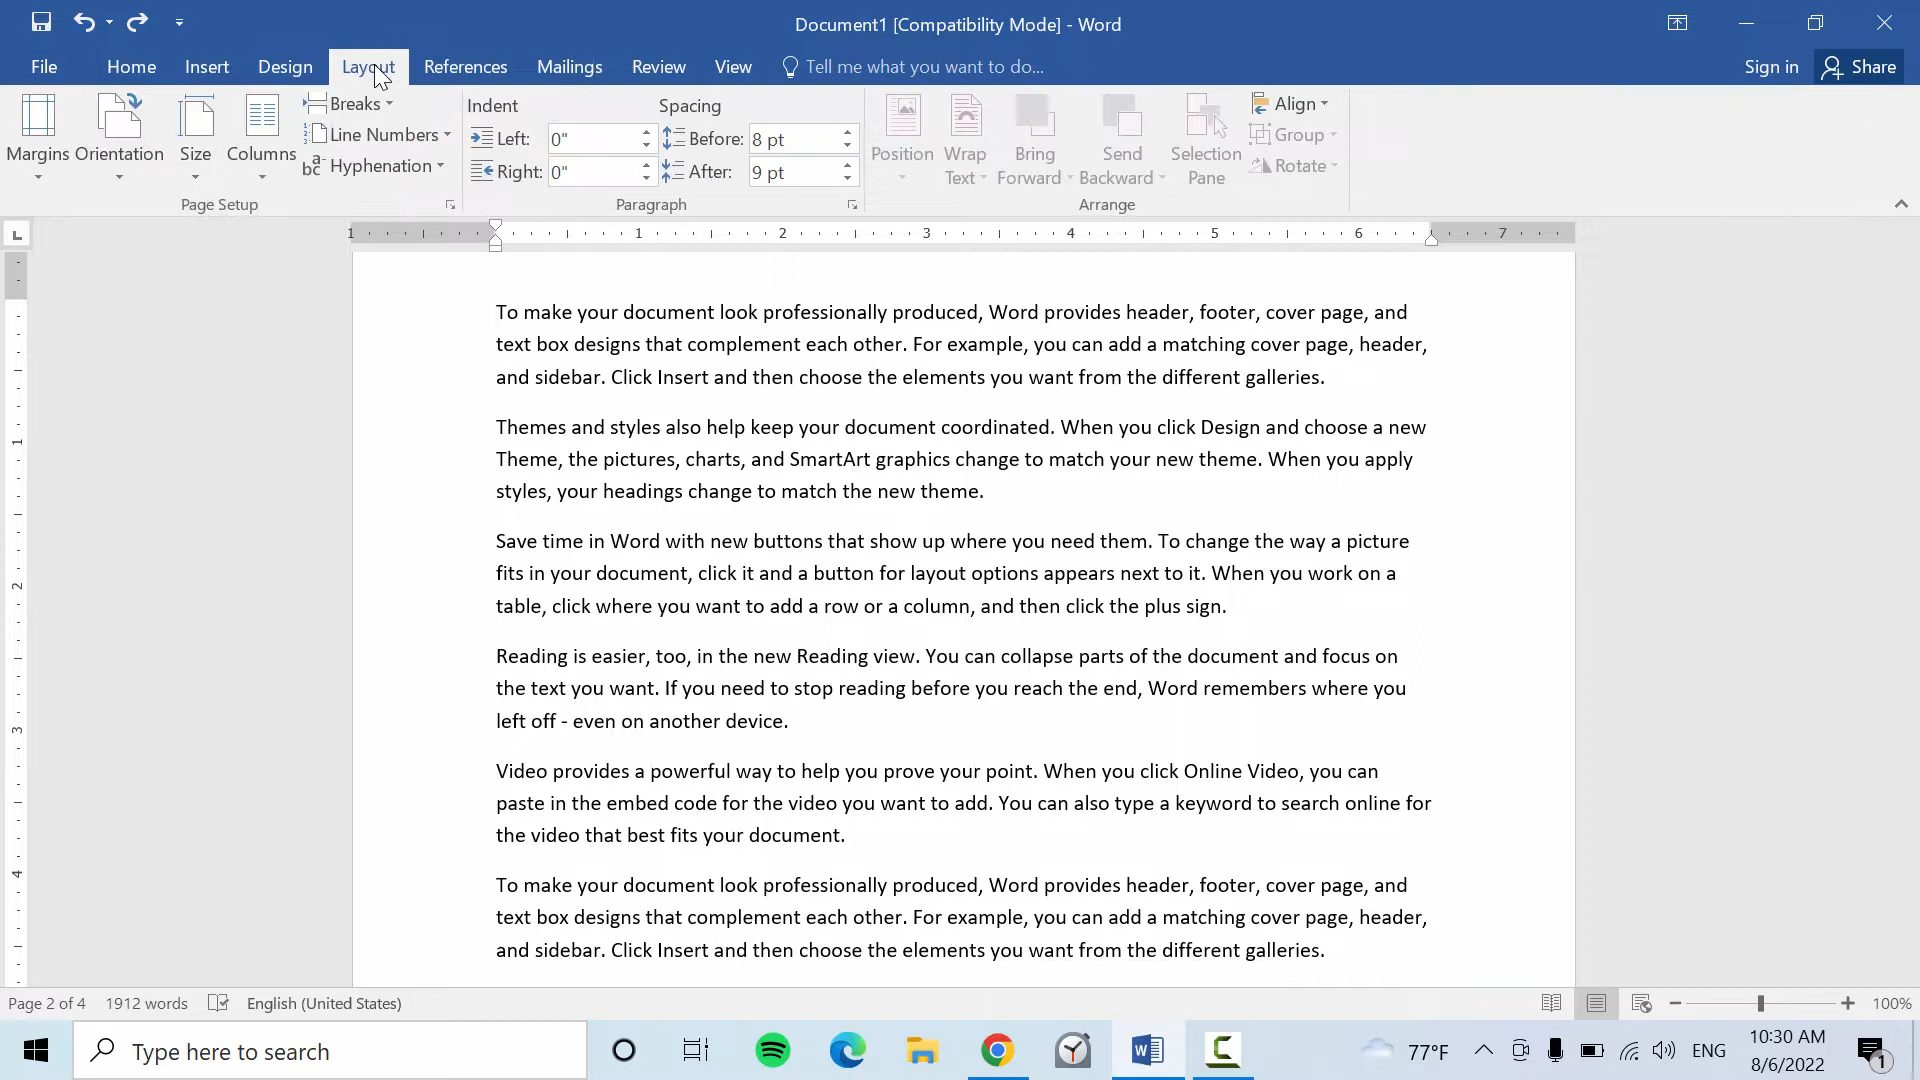 Document1 [Compatibility Mode] - Word
File Home Insert Design Layout References Mailings Review View Tell me what you want to do... Sign in Share
Margins Orientation Size Columns
Breaks
Line Numbers
Hyphenation
Page Setup
Indent Spacing
Left: 0" Before: 8 pt
Right: 0" After: 9 pt
Paragraph
Position Wrap Text Bring Forward Send Backward Selection Pane
Align
Group
Rotate
Arrange
L
1 1 2 3 4 5 6 7
1
2
3
4
To make your document look professionally produced, Word provides header, footer, cover page, and
text box designs that complement each other. For example, you can add a matching cover page, header,
and sidebar. Click Insert and then choose the elements you want from the different galleries.
Themes and styles also help keep your document coordinated. When you click Design and choose a new
Theme, the pictures, charts, and SmartArt graphics change to match your new theme. When you apply
styles, your headings change to match the new theme.
Save time in Word with new buttons that show up where you need them. To change the way a picture
fits in your document, click it and a button for layout options appears next to it. When you work on a
table, click where you want to add a row or a column, and then click the plus sign.
Reading is easier, too, in the new Reading view. You can collapse parts of the document and focus on
the text you want. If you need to stop reading before you reach the end, Word remembers where you
left off - even on another device.
Video provides a powerful way to help you prove your point. When you click Online Video, you can
paste in the embed code for the video you want to add. You can also type a keyword to search online for
the video that best fits your document.
To make your document look professionally produced, Word provides header, footer, cover page, and
text box designs that complement each other. For example, you can add a matching cover page, header,
and sidebar. Click Insert and then choose the elements you want from the different galleries.
Page 2 of 4 1912 words English (United States) 100%
Type here to search 77°F ENG 10:30 AM
8/6/2022 1